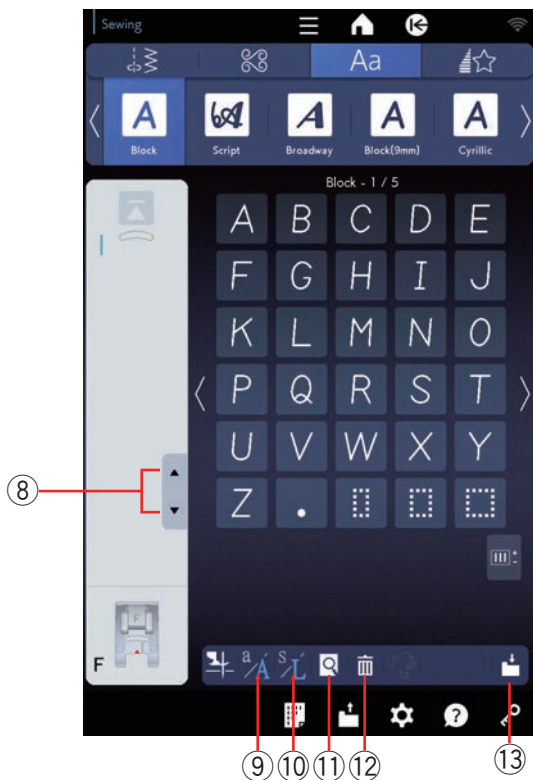 Sewing
Aa
A A A A A
Block Script Broadway Block(9mm) Cyrillic
Block - 1 / 5
A B C D E
F G H I J
K L M N O
P Q R S T
U V W X Y
Z .
⑧
F
F
a/A s/L
?
⑨ ⑩ ⑪ ⑫ ⑬